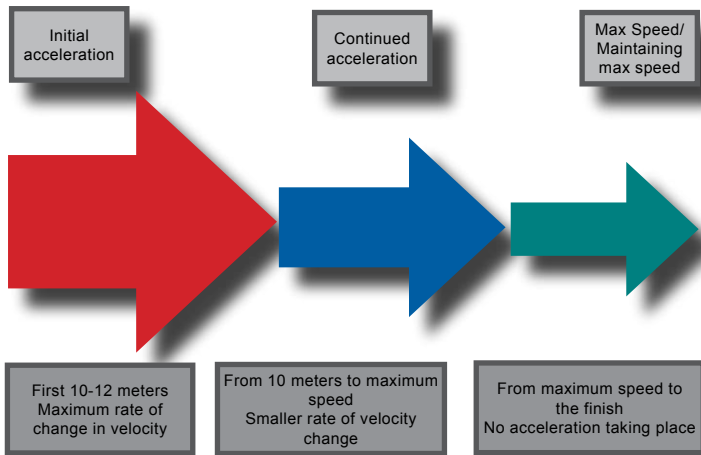 Initial
acceleration
Continued
acceleration
Max Speed/
Maintaining
max speed
First 10-12 meters
Maximum rate of
change in velocity
From 10 meters to maximum
speed
Smaller rate of velocity
change
From maximum speed to
the finish
No acceleration taking place